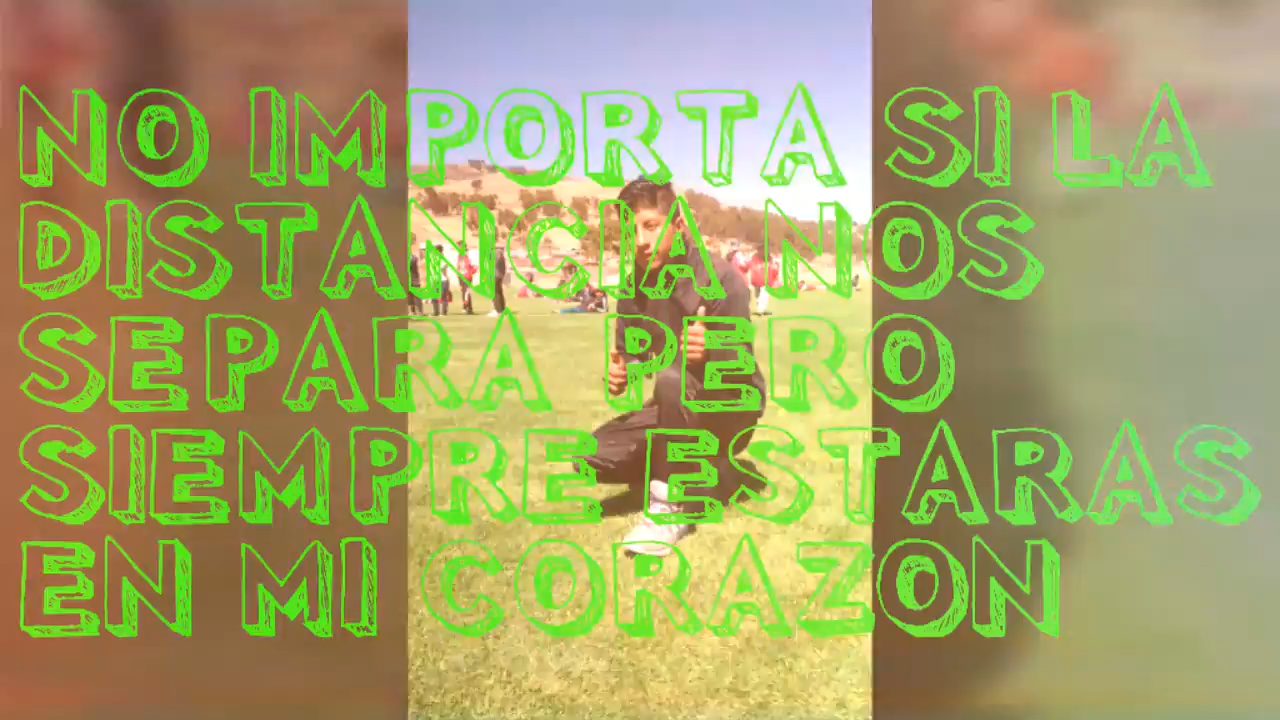 NO IMPORTA SI LA
DISTANCIA NOS
SEPARA PERO
SIEMPRE ESTARAS
EN MI CORAZON